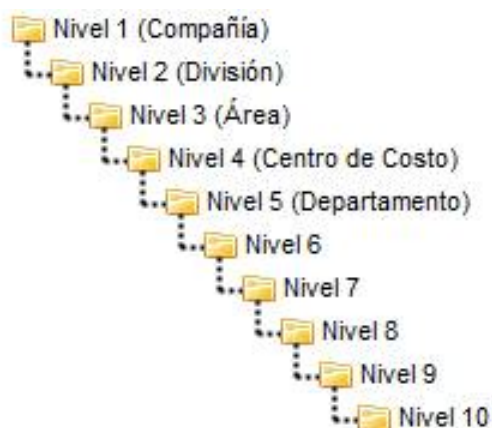 Nivel 1 (Compañía)
Nivel 2 (División)
Nivel 3 (Área)
Nivel 4 (Centro de Costo)
Nivel 5 (Departamento)
Nivel 6
Nivel 7
Nivel 8
Nivel 9
Nivel 10